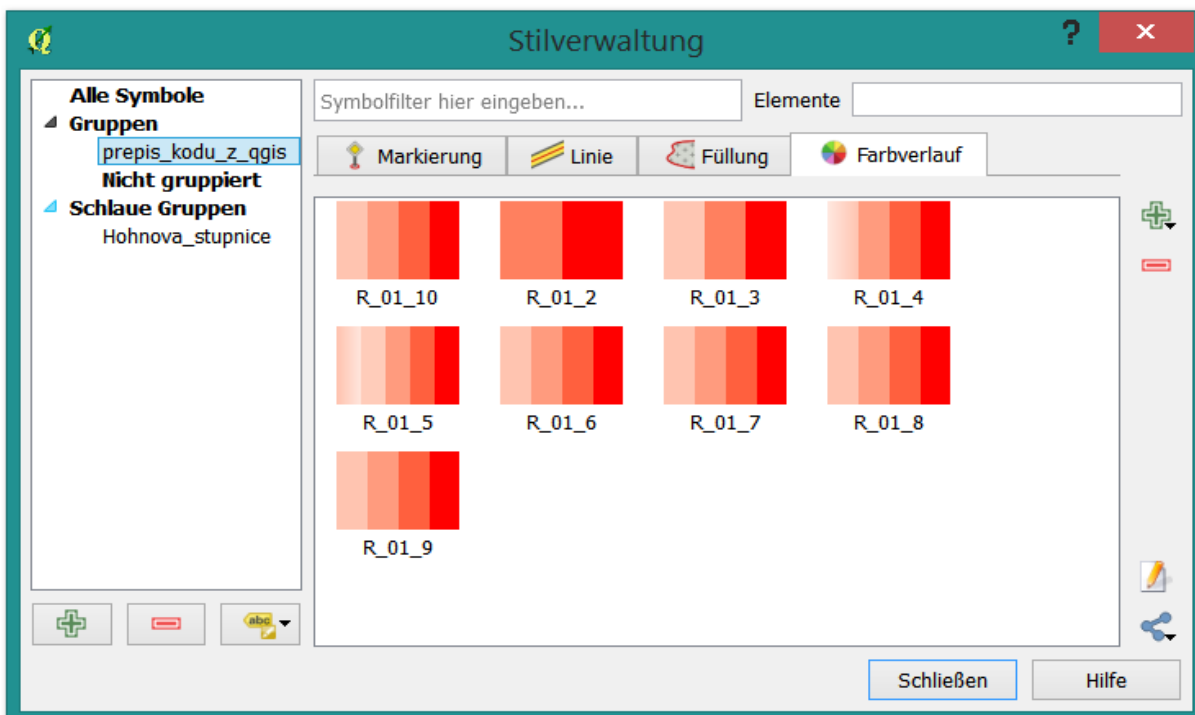 Stilverwaltung
?
Alle Symbole
Gruppen
prepis_kodu_z_qgis
Nicht gruppiert
Schlaue Gruppen
Hohnova_stupnice
abc
Symbolfilter hier eingeben... Elemente
Markierung Linie Füllung Farbverlauf
R_01_10 R_01_2 R_01_3 R_01_4
R_01_5 R_01_6 R_01_7 R_01_8
R_01_9
Schließen Hilfe